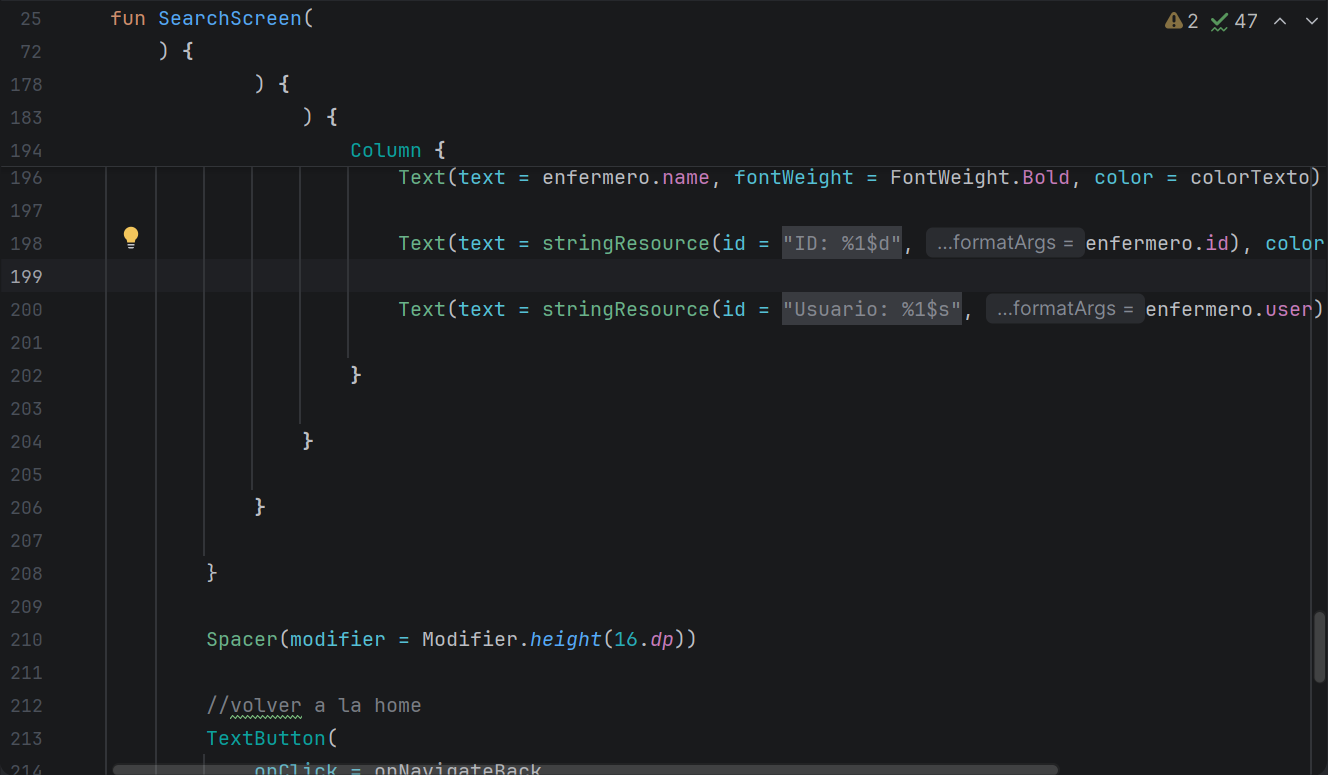 25 fun SearchScreen( 2 47
72 ) {
178 ) {
183 ) {
194 Column {
196 Text(text = enfermero.name, fontWeight = FontWeight.Bold, color = colorTexto)
197
198 Text(text = stringResource(id = "ID: %1$d", ...formatArgs = enfermero.id), color
199
200 Text(text = stringResource(id = "Usuario: %1$s", ...formatArgs = enfermero.user)
201
202 }
203
204 }
205
206 }
207
208 }
209
210 Spacer(modifier = Modifier.height(16.dp))
211
212 //volver a la home
213 TextButton(
214 onClick = onNavigateBack